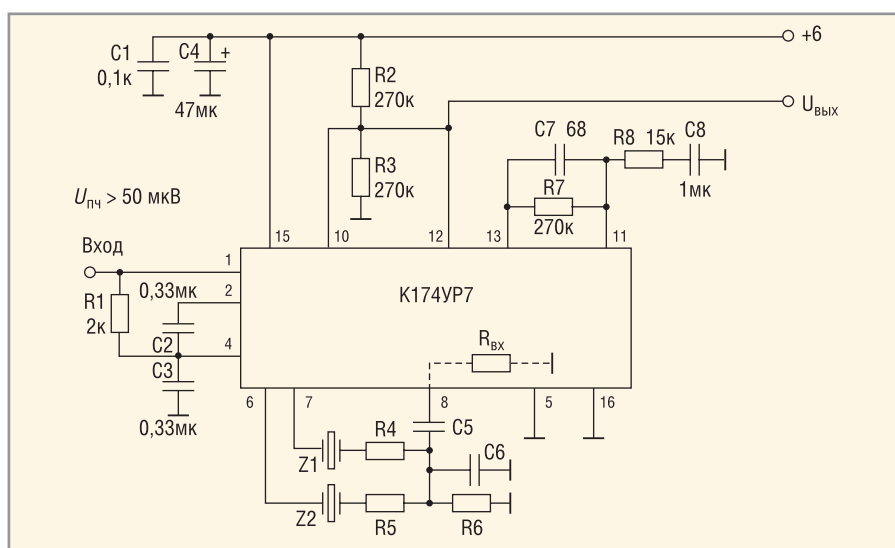 +6
C1
0,1к
C4 +
47мк
R2
270к
Uвых
C7 68
R8 15к C8
1мк
R3
270к
R7
270к
Uпч > 50 мкВ
15 10 12 13 11
Вход
1
0,33мк
2
К174УР7
R1
2к
C2
4
Rвх
C3
0,33мк
6 7 8 5 16
C5
R4
Z1
C6
Z2
R5
R6